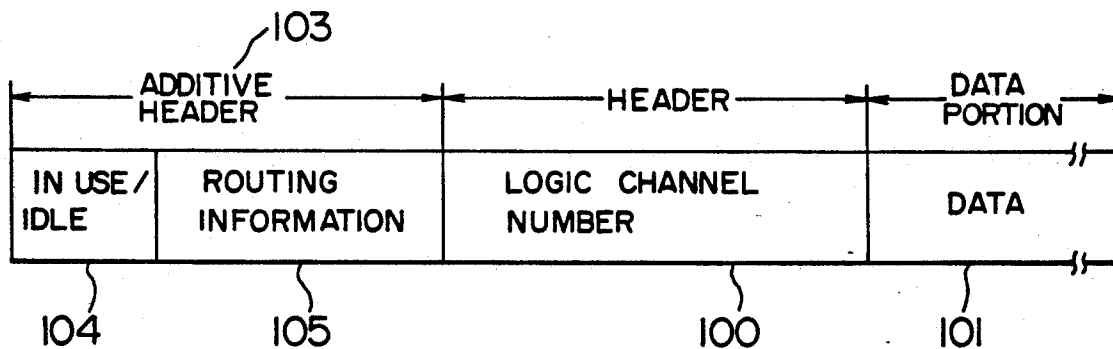 103
ADDITIVE
HEADER
HEADER
DATA
PORTION
IN USE/
IDLE
ROUTING
INFORMATION
LOGIC CHANNEL
NUMBER
DATA
104
105
100
101